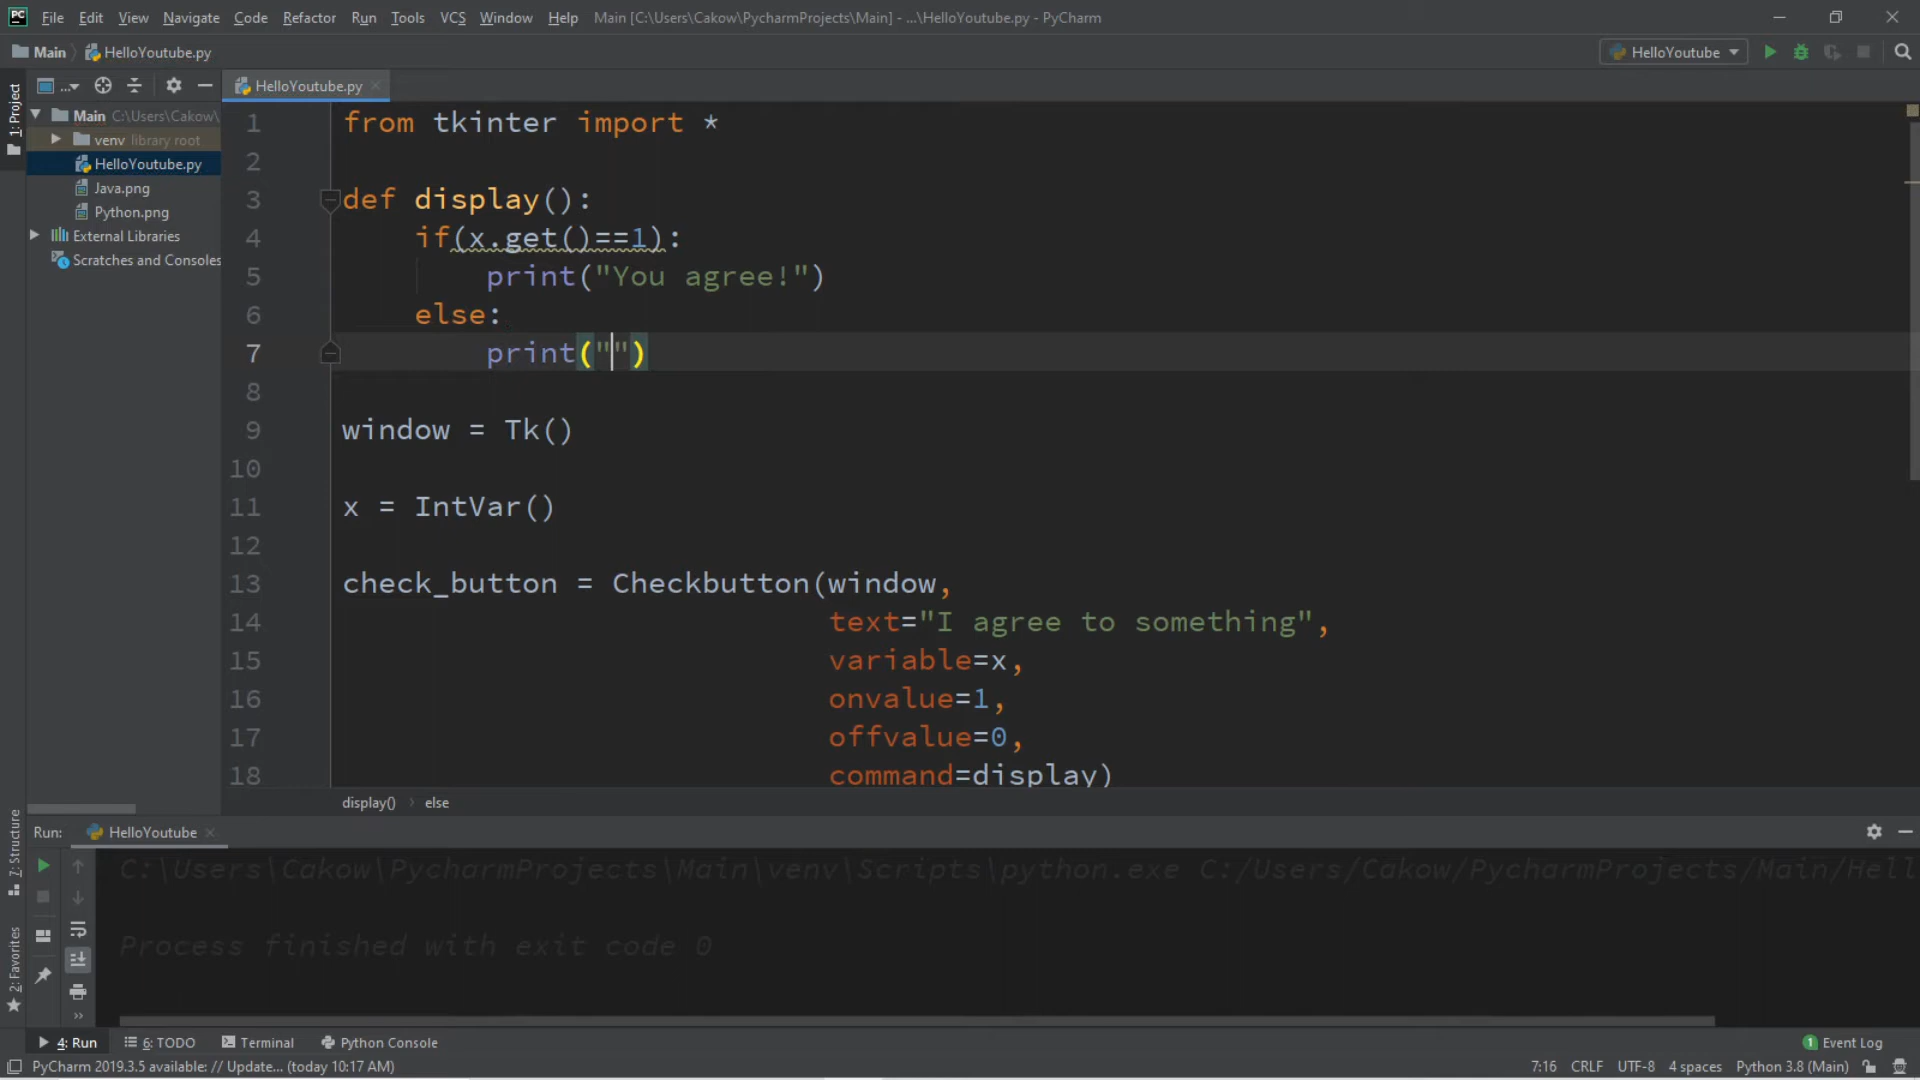 PC File Edit View Navigate Code Refactor Run Tools VCS Window Help Main [C:\Users\Cakow\PycharmProjects\Main] - ...\HelloYoutube.py - PyCharm
Main HelloYoutube.py HelloYoutube
1: Project
... HelloYoutube.py
Main C:\Users\Cakow\
venv library root
HelloYoutube.py
Java.png
Python.png
External Libraries
Scratches and Consoles
1 from tkinter import *
2
3 def display():
4 if(x.get()==1):
5 print("You agree!")
6 else:
7 print("")
8
9 window = Tk()
10
11 x = IntVar()
12
13 check_button = Checkbutton(window,
14 text="I agree to something",
15 variable=x,
16 onvalue=1,
17 offvalue=0,
18 command=display)
display() › else
7: Structure
2: Favorites
Run: HelloYoutube
C:\Users\Cakow\PycharmProjects\Main\venv\Scripts\python.exe C:/Users/Cakow/PycharmProjects/Main/Hell
Process finished with exit code 0
4: Run 6: TODO Terminal Python Console 1 Event Log
PyCharm 2019.3.5 available: // Update... (today 10:17 AM) 7:16 CRLF UTF-8 4 spaces Python 3.8 (Main)